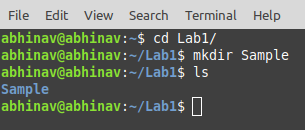 File Edit View Search Terminal Help
abhinav@abhinav:~$ cd Lab1/
abhinav@abhinav:~/Lab1$ mkdir Sample
abhinav@abhinav:~/Lab1$ ls
Sample
abhinav@abhinav:~/Lab1$